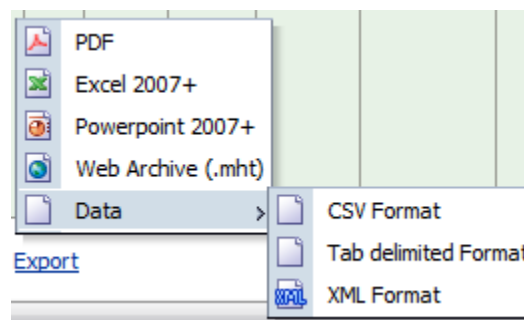 PDF
Excel 2007+
Powerpoint 2007+
Web Archive (.mht)
Data >
CSV Format
Tab delimited Format
XML Format
Export